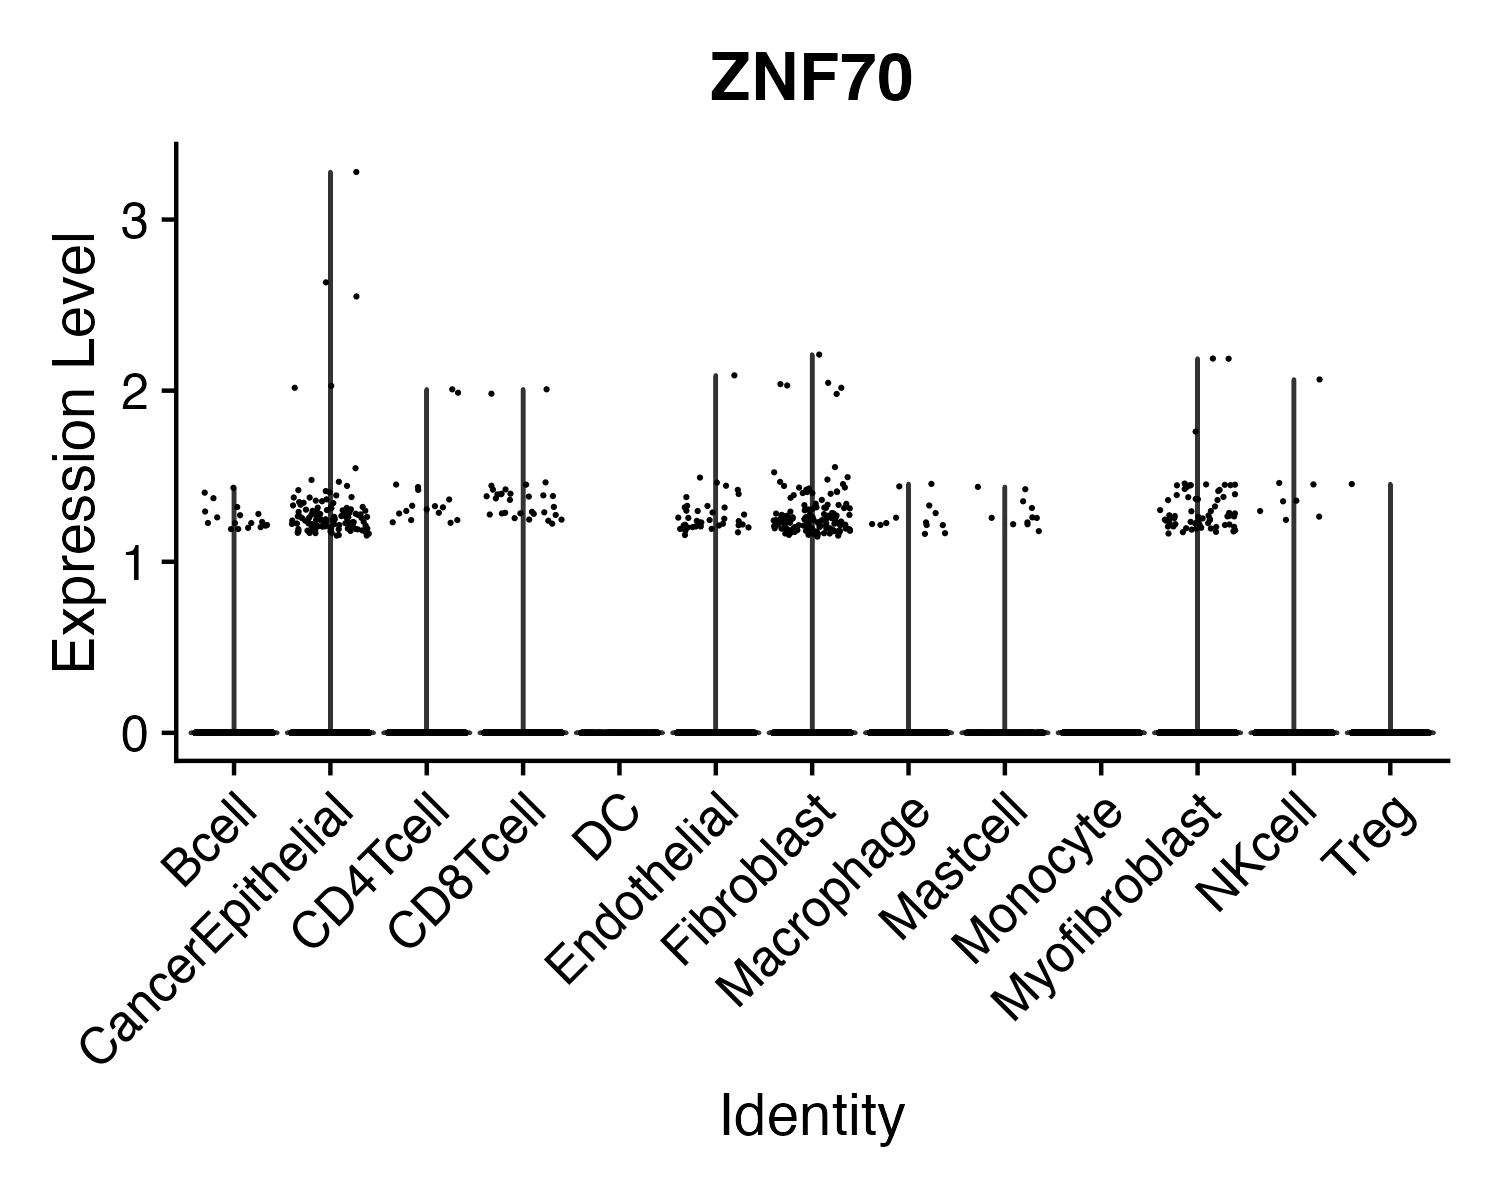 ZNF70
Expression Level
3
2
1
0
Bcell
CancerEpithelial
CD4Tcell
CD8Tcell
DC
Endothelial
Fibroblast
Macrophage
Mastcell
Monocyte
Myofibroblast
NKcell
Treg
Identity